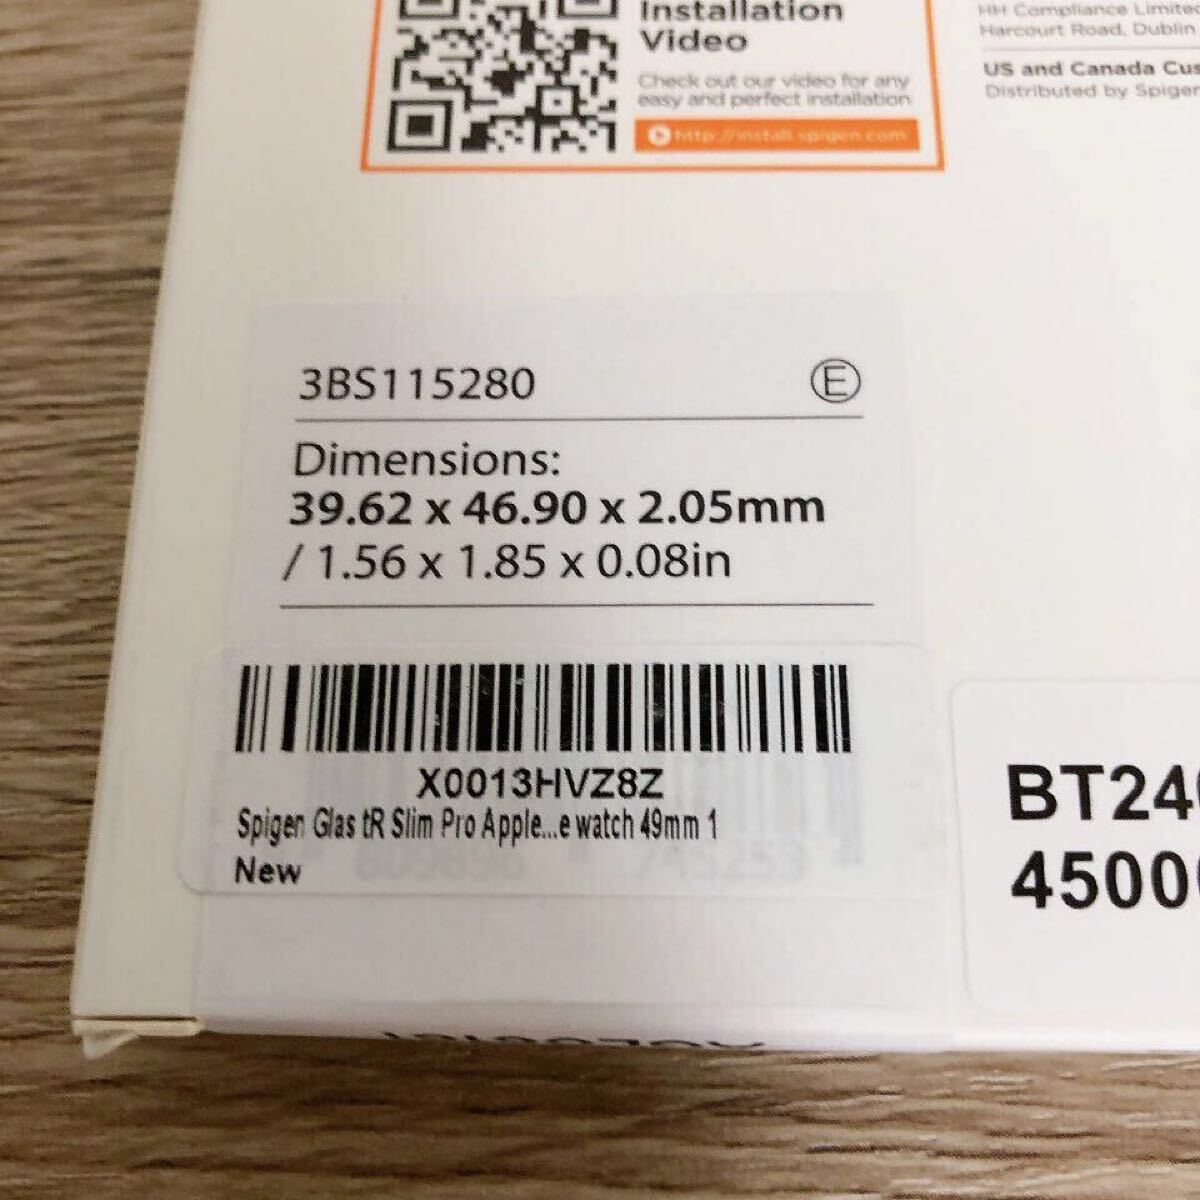 Installation
Video
Check out our video for any
easy and perfect installation
http://install.spigen.com
HH Compliance Limited
Harcourt Road, Dublin
US and Canada Cus
Distributed by Spigen
3BS115280 Ⓔ
Dimensions:
39.62 x 46.90 x 2.05mm
/ 1.56 x 1.85 x 0.08in
X0013HVZ8Z
Spigen Glas tR Slim Pro Apple...e watch 49mm 1
New
BT240
45000